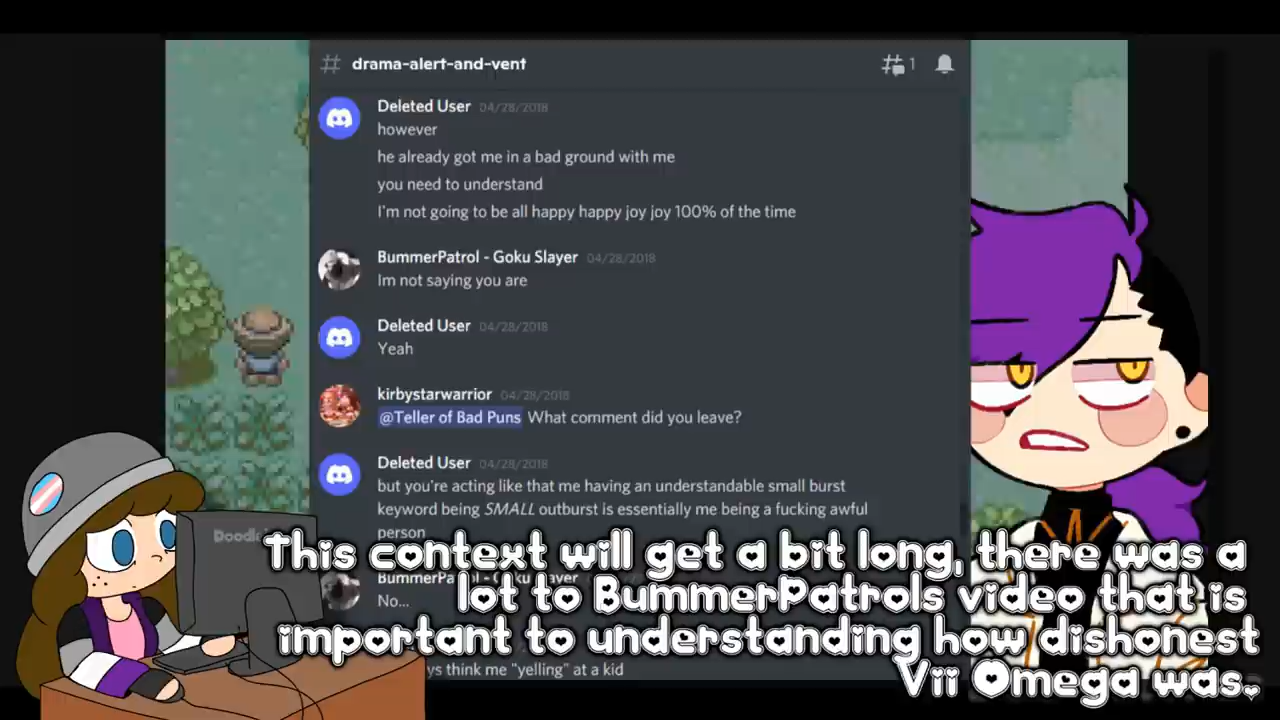 drama-alert-and-vent
1
Deleted User 04/28/2018
however
he already got me in a bad ground with me
you need to understand
I'm not going to be all happy happy joy joy 100% of the time
BummerPatrol - Goku Slayer 04/28/2018
Im not saying you are
Deleted User 04/28/2018
Yeah
kirbystarwarrior 04/28/2018
@Teller of Bad Puns What comment did you leave?
Deleted User 04/28/2018
but you're acting like that me having an understandable small burst
keyword being SMALL outburst is essentially me being a fucking awful
person
No...
ys think me "yelling" at a kid
This context will get a bit long, there was a
lot to BummerPatrols video that is
important to understanding how dishonest
Vii Omega was.